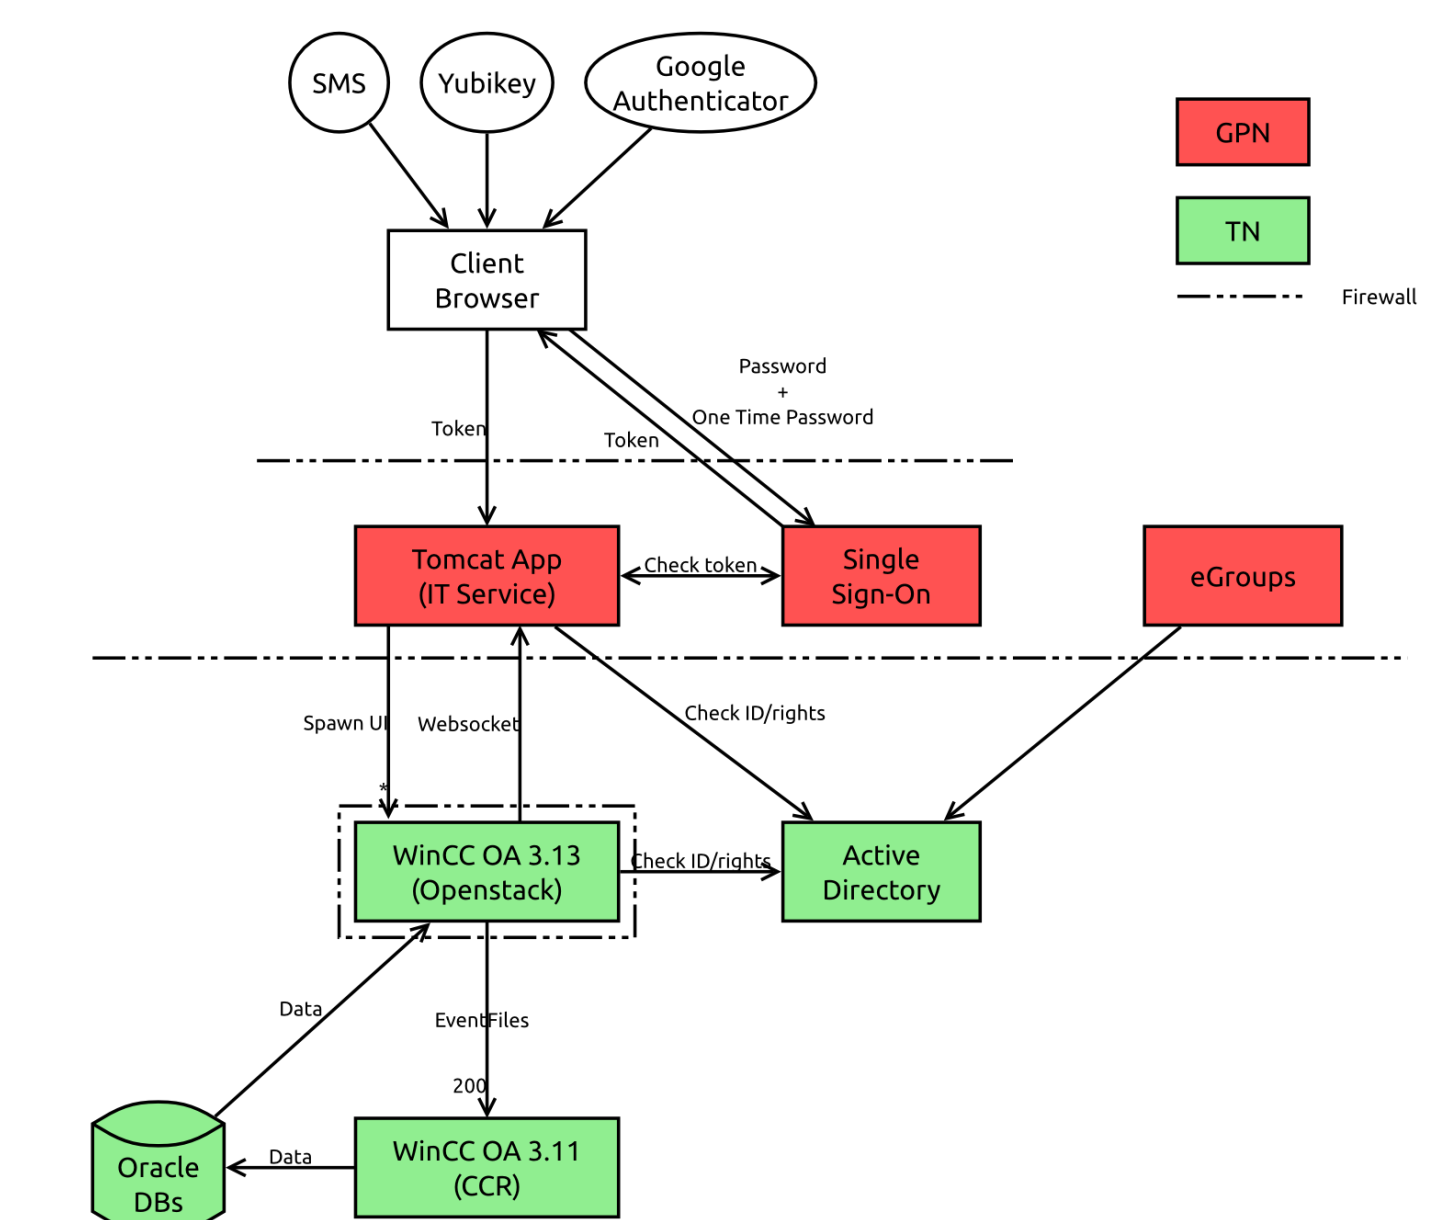 SMS
Yubikey
Google
Authenticator
GPN
TN
Firewall
Client
Browser
Password
+
One Time Password
Token
Token
Tomcat App
(IT Service)
Check token
Single
Sign-On
eGroups
Spawn UI
Websocket
Check ID/rights
*
WinCC OA 3.13
(Openstack)
Check ID/rights
Active
Directory
Data
EventFiles
200
Oracle
DBs
Data
WinCC OA 3.11
(CCR)